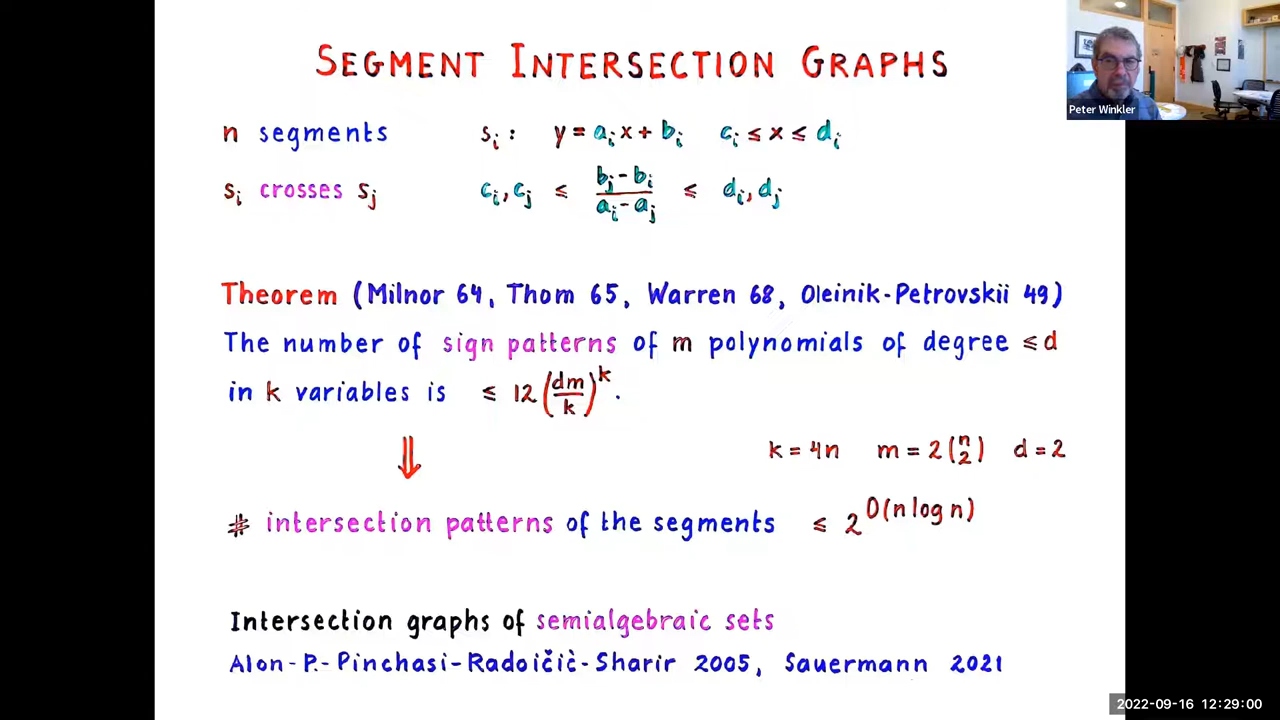 SEGMENT INTERSECTION GRAPHS
Peter Winkler
n segments s_i : y = a_i x + b_i c_i ≤ x ≤ d_i
s_i crosses s_j c_i, c_j ≤ (b_j - b_i)/(a_i - a_j) ≤ d_i, d_j
Theorem (Milnor 64, Thom 65, Warren 68, Oleinik-Petrovskii 49)
The number of sign patterns of m polynomials of degree ≤ d
in k variables is ≤ 12 (dm/k)^k.
⇓ k = 4n m = 2(n 2) d = 2
# intersection patterns of the segments ≤ 2^O(n log n)
Intersection graphs of semialgebraic sets
Alon-P.-Pinchasi-Radoičić-Sharir 2005, Sauermann 2021
2022-09-16 12:29:00